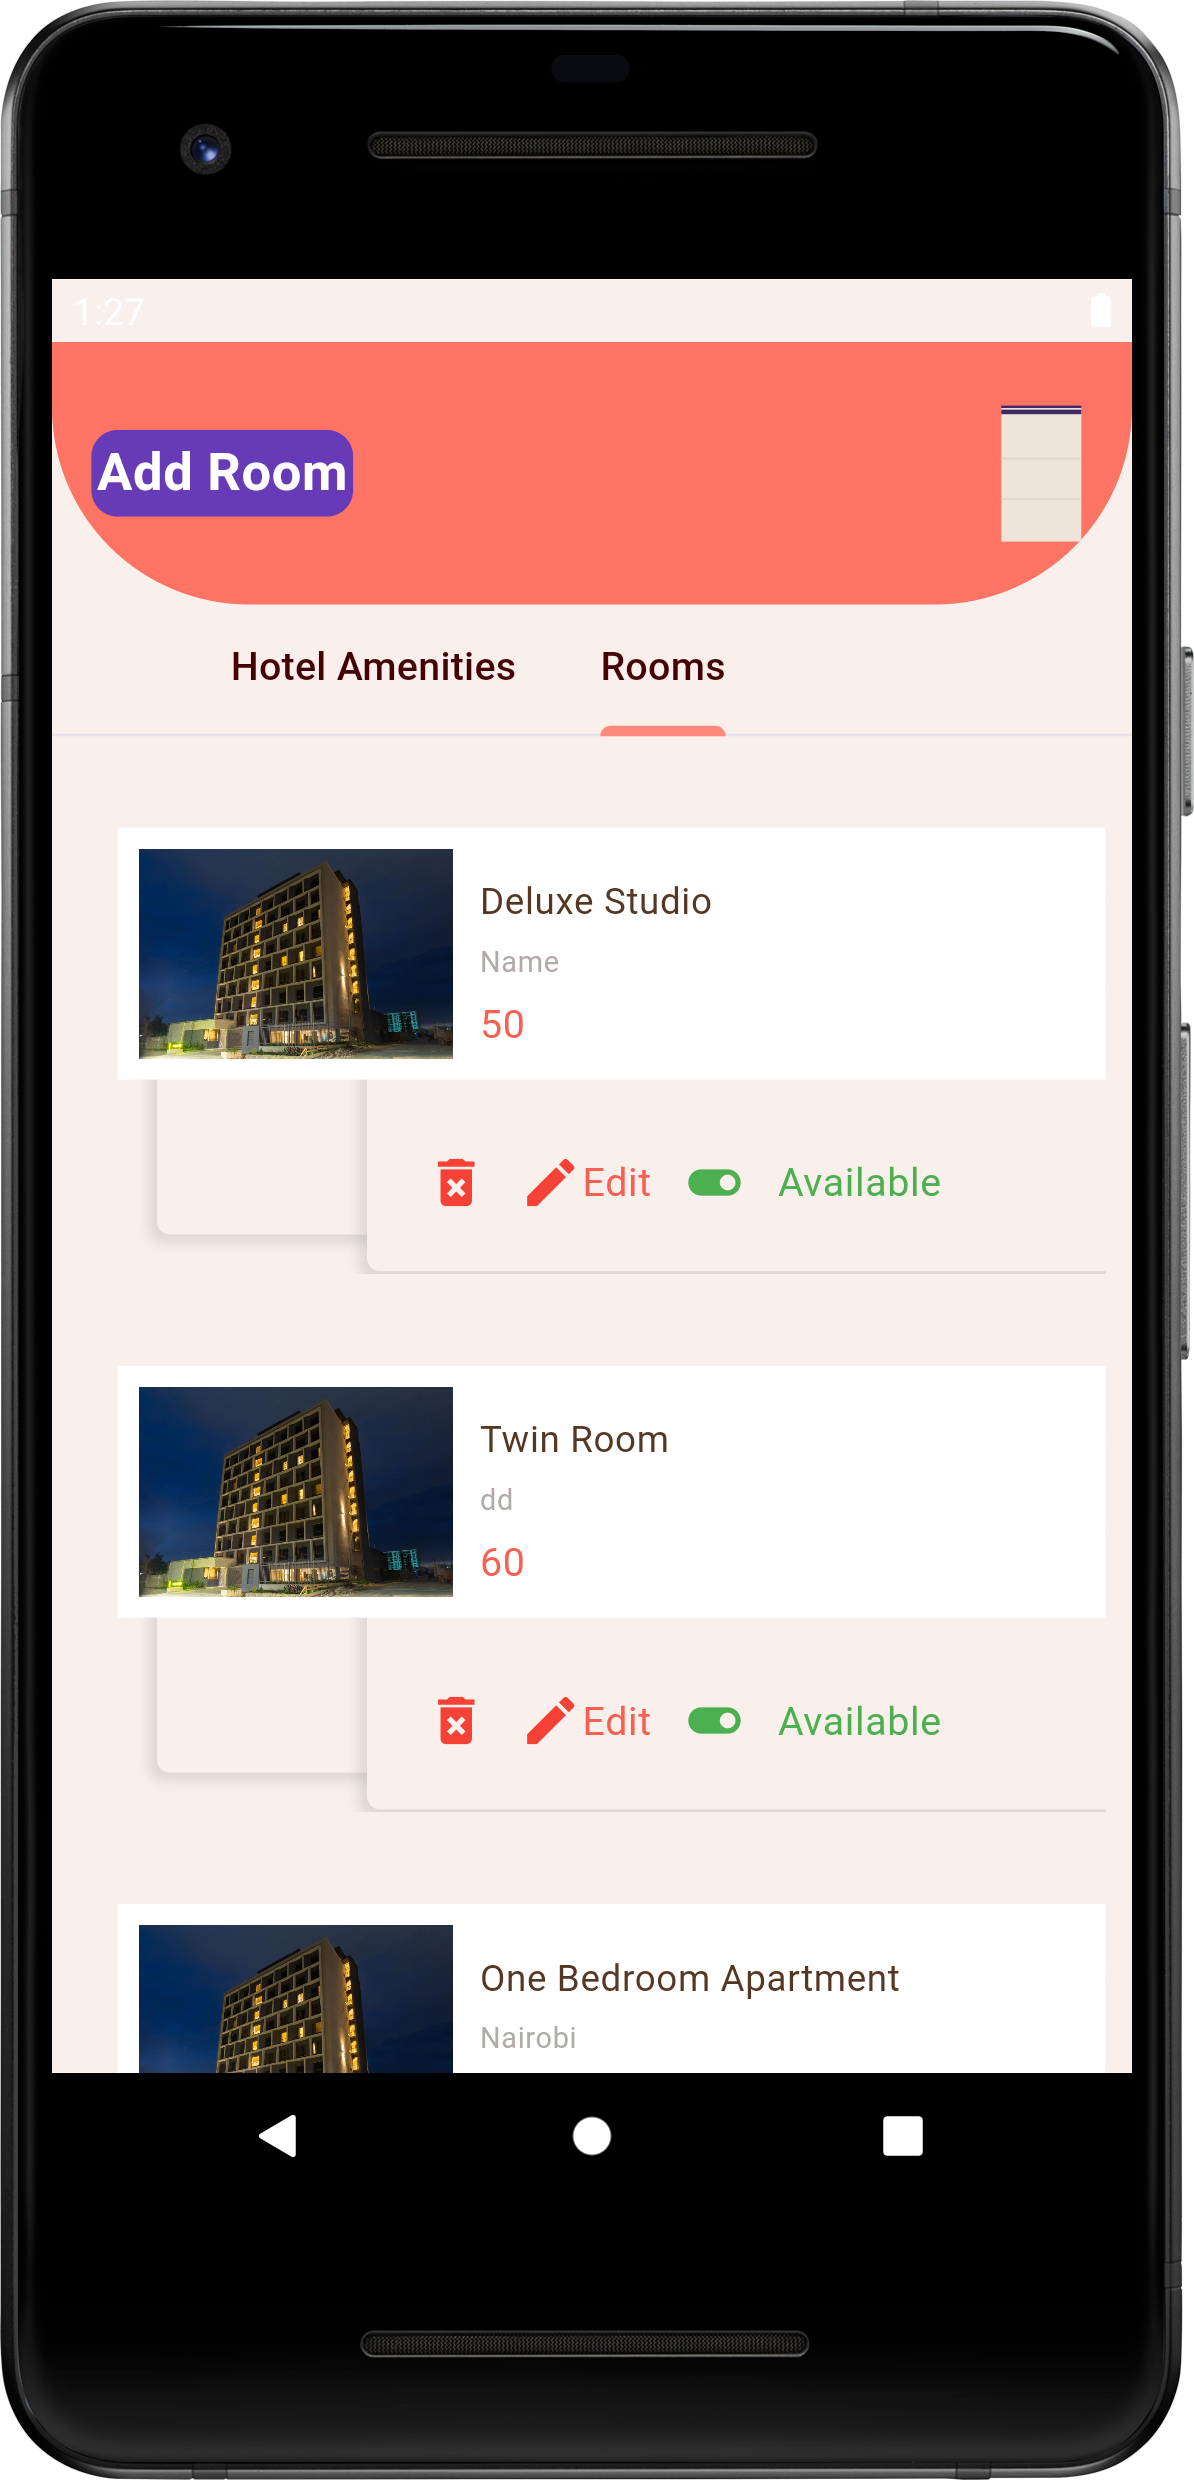 1:27
Add Room
Hotel Amenities Rooms
Deluxe Studio
Name
50
Edit Available
Twin Room
dd
60
Edit Available
One Bedroom Apartment
Nairobi